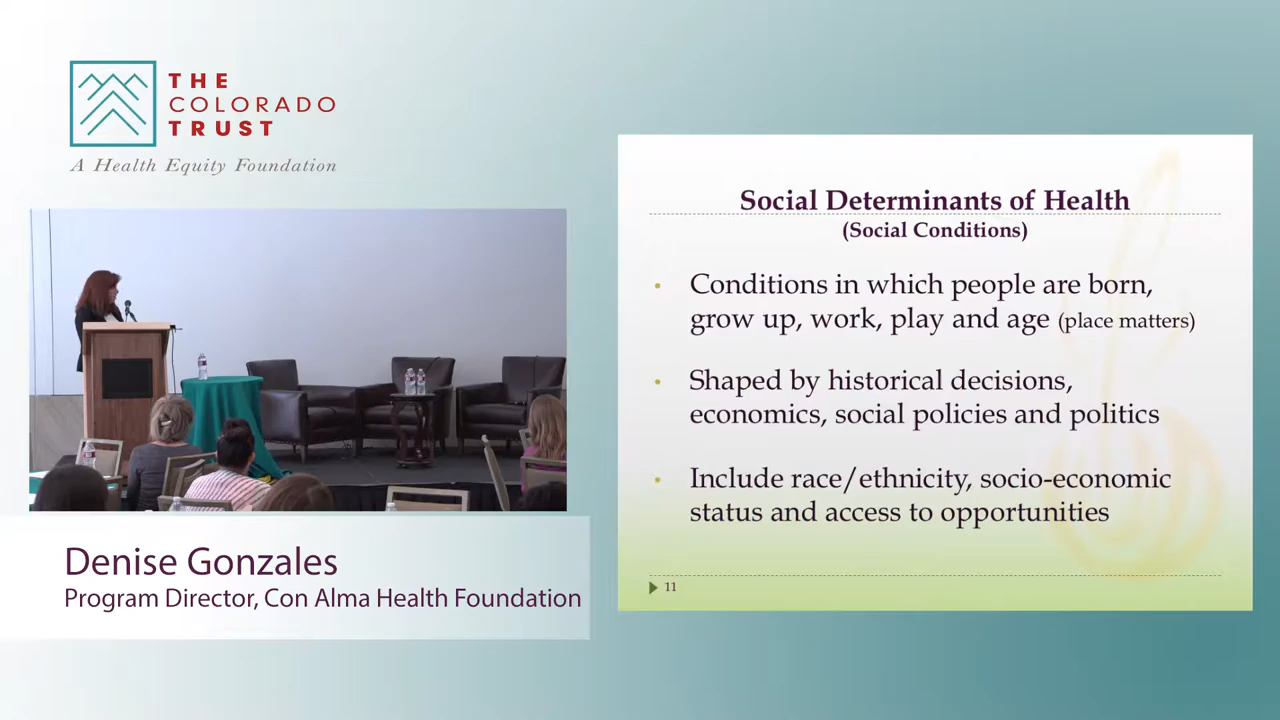 THE
COLORADO
TRUST
A Health Equity Foundation
Denise Gonzales
Program Director, Con Alma Health Foundation
Social Determinants of Health
(Social Conditions)
• Conditions in which people are born,
grow up, work, play and age (place matters)
• Shaped by historical decisions,
economics, social policies and politics
• Include race/ethnicity, socio-economic
status and access to opportunities
11